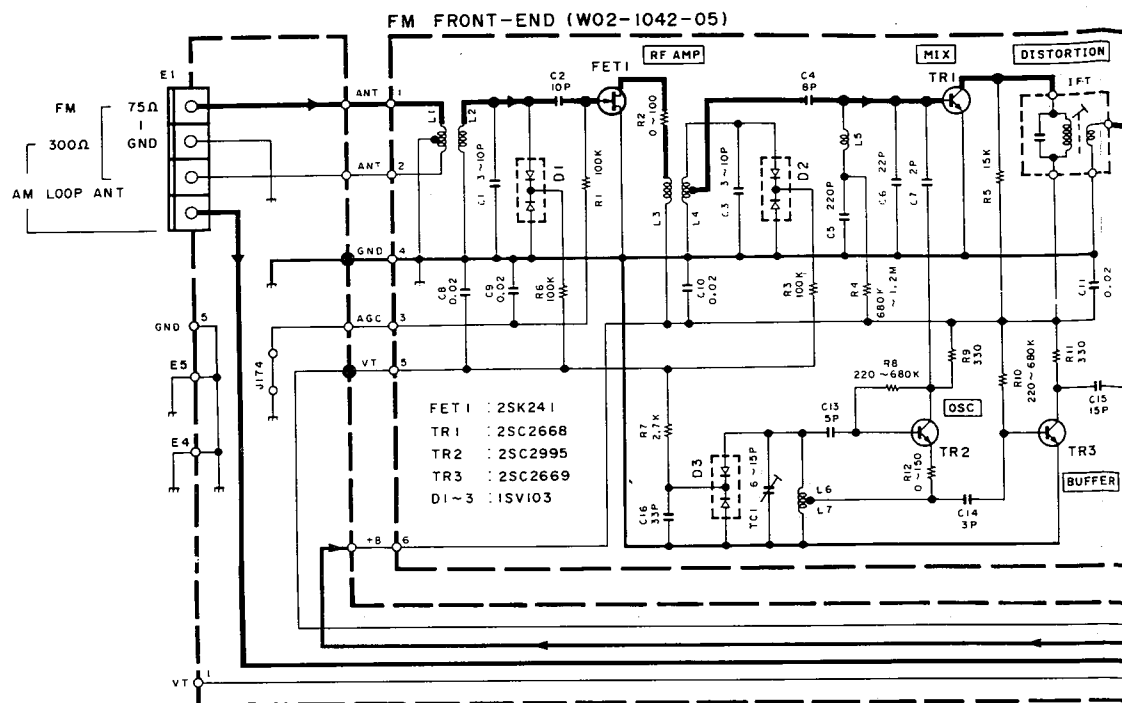 FM FRONT-END (W02-1042-05)
E1
FM
75Ω
GND
300Ω
AM LOOP ANT
ANT
1
L1
L2
ANT
2
C2
10P
FET1
RF AMP
R2
0~100
C1 3~10P
D1
R1 100K
L3
L4
C4
8P
C3 3~10P
D2
MIX
TR1
L5
220P
C5
C6 22P
C7 2P
R5 15K
DISTORTION
IFT
GND
4
C8
0.02
C9
0.02
R6
100K
C10
0.02
R3
100K
R4
680K
~1.2M
C11
0.02
GND
5
AGC
3
J174
VT
5
E5
E4
FET1 : 2SK241
TR1 : 2SC2668
TR2 : 2SC2995
TR3 : 2SC2669
D1~3 : 1SV103
R7
2.7K
C16
33P
D3
TC1 6~15P
L6
L7
C13
5P
R8
220~680K
R9
330
OSC
TR2
R12
0~150
C14
3P
R10
220~680K
R11
330
C15
15P
TR3
BUFFER
+B
6
VT
1